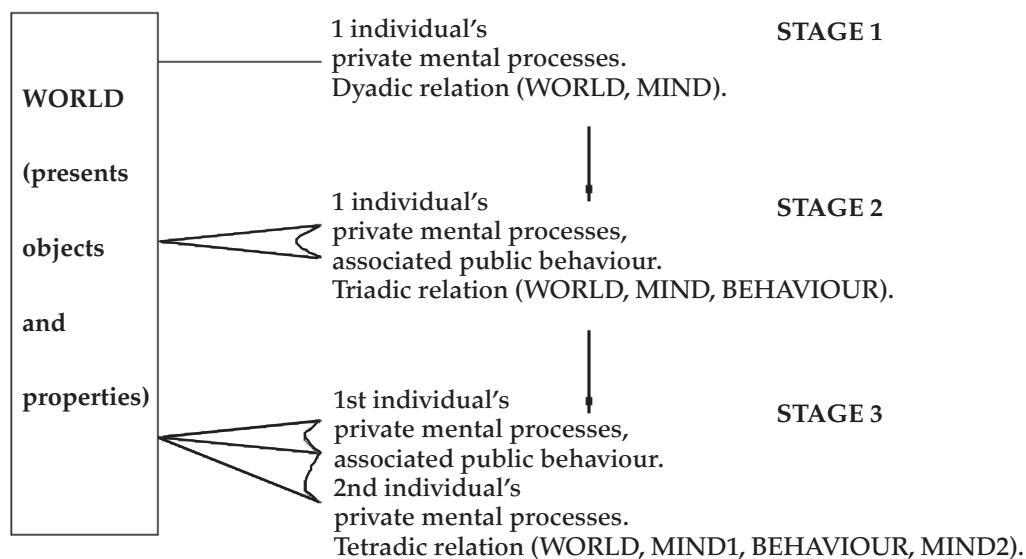 WORLD
(presents
objects
and
properties)
1 individual's
private mental processes.
Dyadic relation (WORLD, MIND).
STAGE 1
1 individual's
private mental processes,
associated public behaviour.
Triadic relation (WORLD, MIND, BEHAVIOUR).
STAGE 2
1st individual's
private mental processes,
associated public behaviour.
2nd individual's
private mental processes.
Tetradic relation (WORLD, MIND1, BEHAVIOUR, MIND2).
STAGE 3